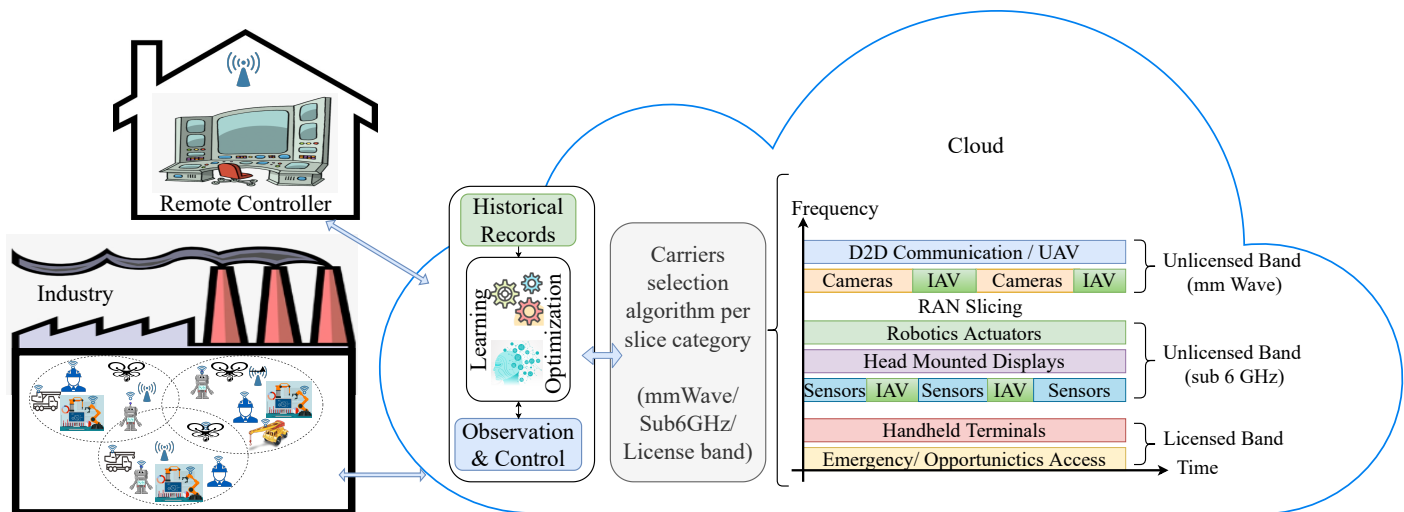 Remote Controller
Industry
Historical
Records
Learning
Optimization
Observation
& Control
Carriers
selection
algorithm per
slice category
(mmWave/
Sub6GHz/
License band)
Cloud
Frequency
D2D Communication / UAV
Cameras IAV Cameras IAV
RAN Slicing
Robotics Actuators
Head Mounted Displays
Sensors IAV Sensors IAV Sensors
Handheld Terminals
Emergency/ Opportunictics Access
Time
Unlicensed Band
(mm Wave)
Unlicensed Band
(sub 6 GHz)
Licensed Band